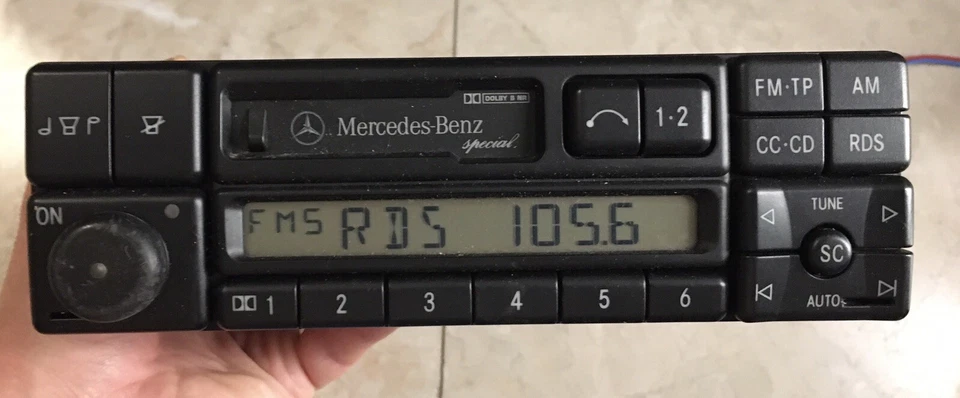 DOLBY B NR
Mercedes-Benz
special.
1·2
FM·TP
AM
CC·CD
RDS
ON
FMS RDS 105.6
TUNE
SC
AUTO
1 2 3 4 5 6